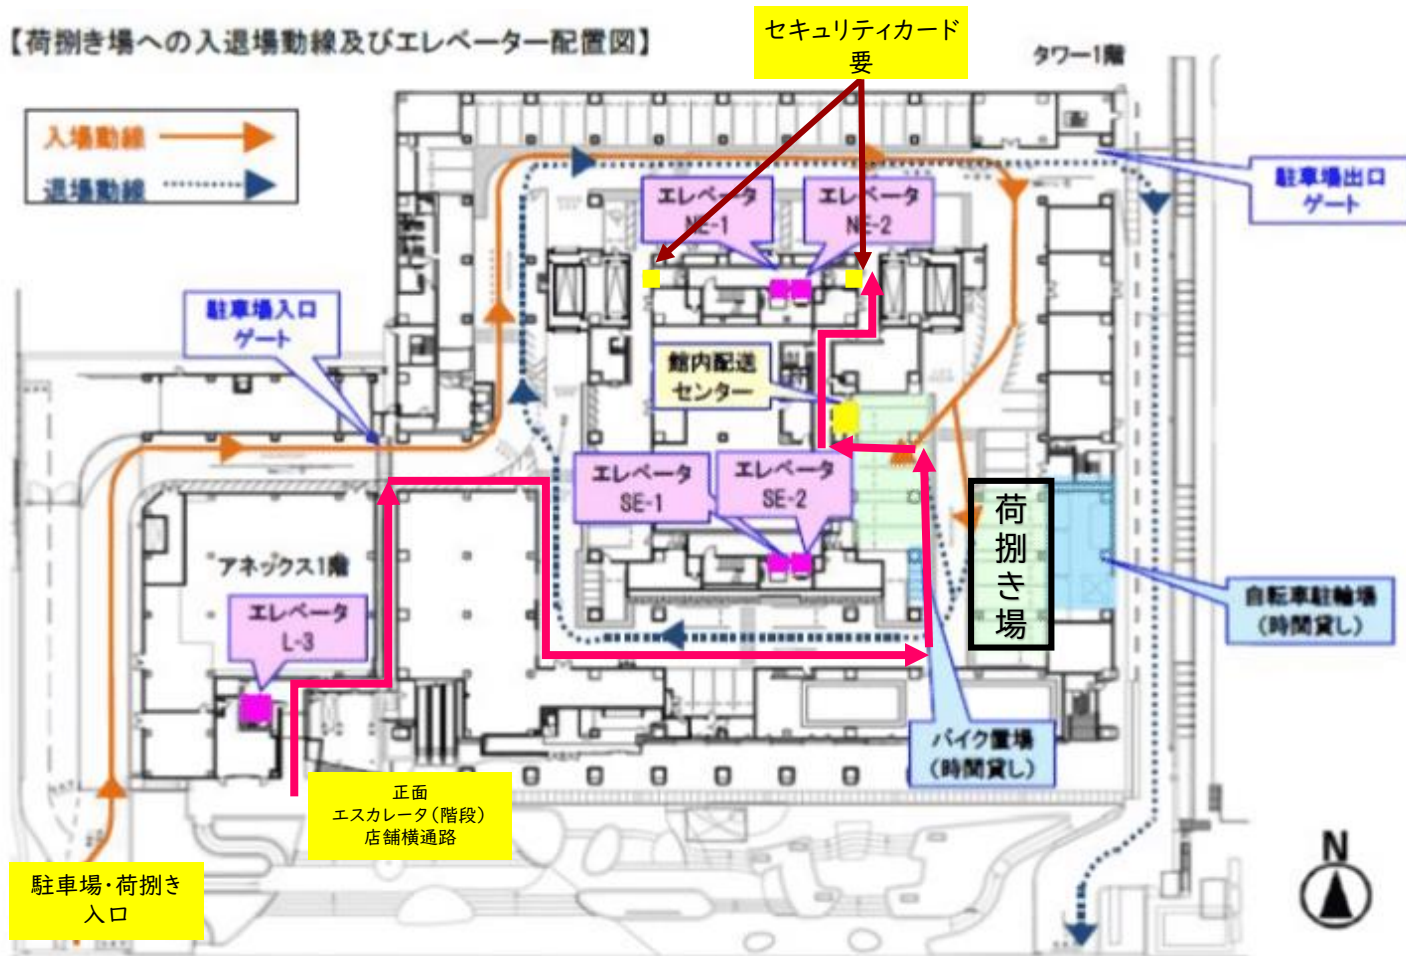 【荷捌き場への入退場動線及びエレベーター配置図】
セキュリティカード
要
タワー1階
入場動線
退場動線
駐車場出口
ゲート
エレベータ
NE-1
エレベータ
NE-2
駐車場入口
ゲート
館内配送
センター
エレベータ
SE-1
エレベータ
SE-2
荷捌き場
アネックス1階
エレベータ
L-3
自転車駐輪場
(時間貸し)
バイク置場
(時間貸し)
正面
エスカレータ(階段)
店舗横通路
駐車場・荷捌き
入口
N